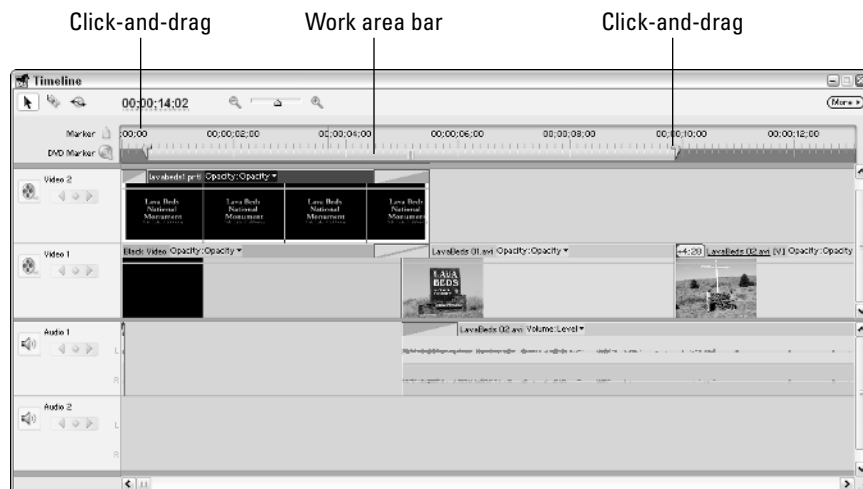 Click-and-drag Work area bar Click-and-drag
Timeline
00;00;14;02 More
Marker :00;00 00;00;02;00 00;00;04;00 00;00;06;00 00;00;08;00 00;00;10;00 00;00;12;00
DVD Marker
Video 2 lavabeds1.prtl Opacity:Opacity
Lava Beds Lava Beds Lava Beds Lava Beds
National National National National
Monument Monument Monument Monument
Video 1 Black Video Opacity:Opacity LavaBeds 01.avi Opacity:Opacity +4;28 LavaBeds 02.avi [V] Opacity:Opacity
LAVA
BEDS
Audio 1 LavaBeds 02.avi Volume:Level
L
R
Audio 2
L
R